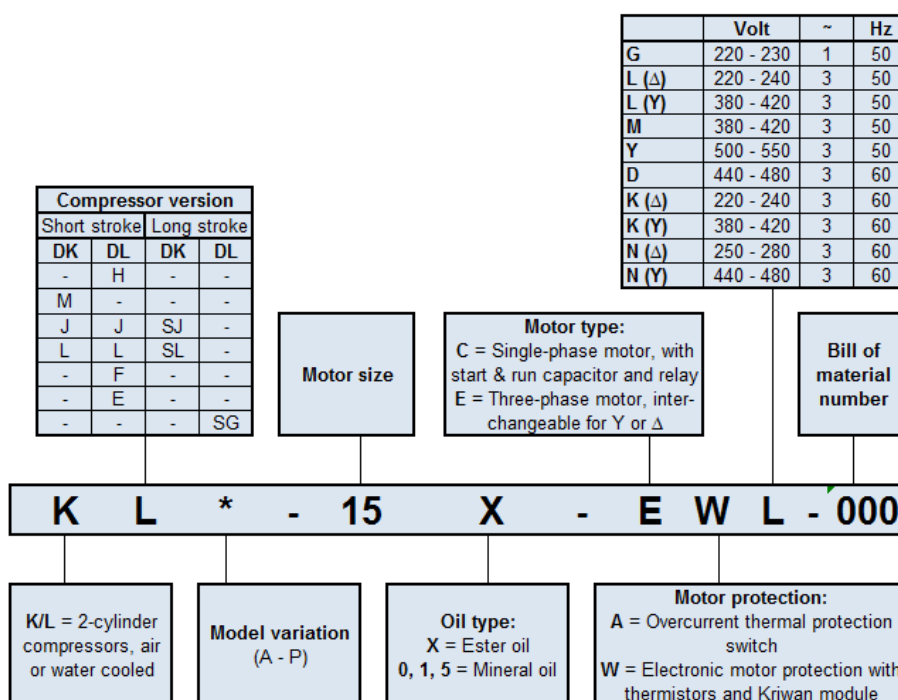 Volt ~ Hz
G 220 - 230 1 50
L (Δ) 220 - 240 3 50
L (Y) 380 - 420 3 50
M 380 - 420 3 50
Y 500 - 550 3 50
D 440 - 480 3 60
K (Δ) 220 - 240 3 60
K (Y) 380 - 420 3 60
N (Δ) 250 - 280 3 60
N (Y) 440 - 480 3 60
Compressor version
Short stroke Long stroke
DK DL DK DL
- H - -
M - - -
J J SJ -
L L SL -
- F - -
- E - -
- - - SG
Motor size
Motor type:
C = Single-phase motor, with
start & run capacitor and relay
E = Three-phase motor, inter-
changeable for Y or Δ
Bill of
material
number
K L * - 15 X - E W L - 000
K/L = 2-cylinder
compressors, air
or water cooled
Model variation
(A - P)
Oil type:
X = Ester oil
0, 1, 5 = Mineral oil
Motor protection:
A = Overcurrent thermal protection
switch
W = Electronic motor protection with
thermistors and Kriwan module